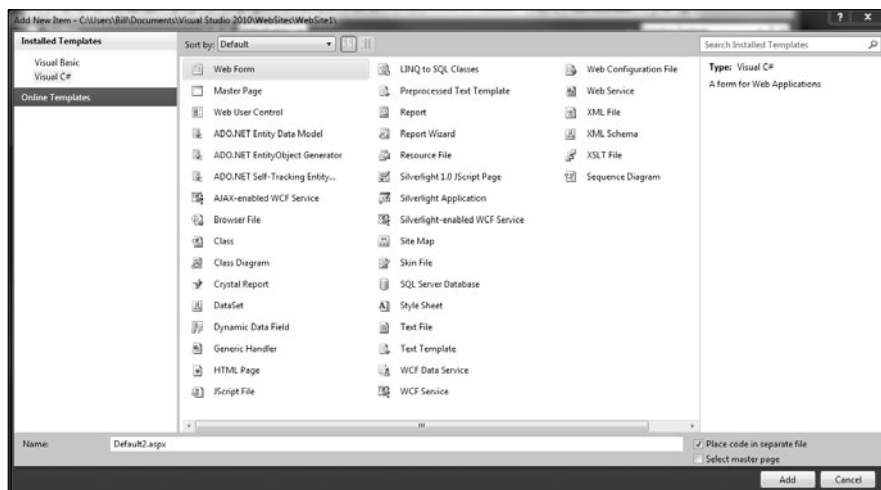 Add New Item - C:\Users\Bill\Documents\Visual Studio 2010\WebSites\WebSite1\
Installed Templates
Visual Basic
Visual C#
Online Templates
Sort by: Default
Search Installed Templates
Web Form
Master Page
Web User Control
ADO.NET Entity Data Model
ADO.NET EntityObject Generator
ADO.NET Self-Tracking Entity...
AJAX-enabled WCF Service
Browser File
Class
Class Diagram
Crystal Report
DataSet
Dynamic Data Field
Generic Handler
HTML Page
JScript File
LINQ to SQL Classes
Preprocessed Text Template
Report
Report Wizard
Resource File
Silverlight 1.0 JScript Page
Silverlight Application
Silverlight-enabled WCF Service
Site Map
Skin File
SQL Server Database
Style Sheet
Text File
Text Template
WCF Data Service
WCF Service
Web Configuration File
Web Service
XML File
XML Schema
XSLT File
Sequence Diagram
Type: Visual C#
A form for Web Applications
Name: Default2.aspx
Place code in separate file
Select master page
Add Cancel